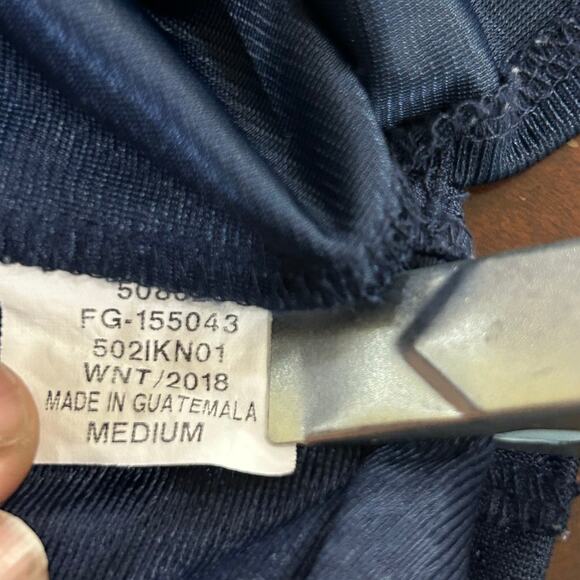 FG-155043
502IKN01
WNT/2018
MADE IN GUATEMALA
MEDIUM